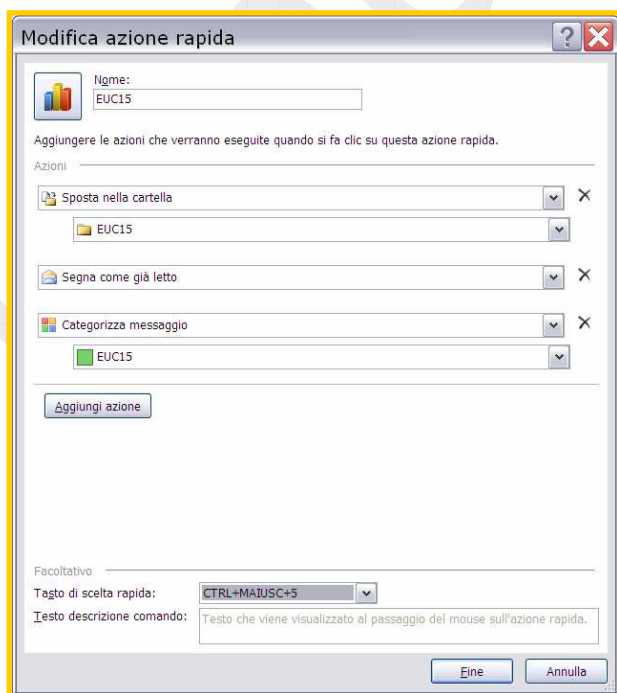 Modifica azione rapida
Nome:
EUC15
Aggiungere le azioni che verranno eseguite quando si fa clic su questa azione rapida.
Azioni
Sposta nella cartella
EUC15
Segna come già letto
Categorizza messaggio
EUC15
Aggiungi azione
Facoltativo
Tasto di scelta rapida: CTRL+MAIUSC+5
Testo descrizione comando: Testo che viene visualizzato al passaggio del mouse sull'azione rapida.
Fine Annulla